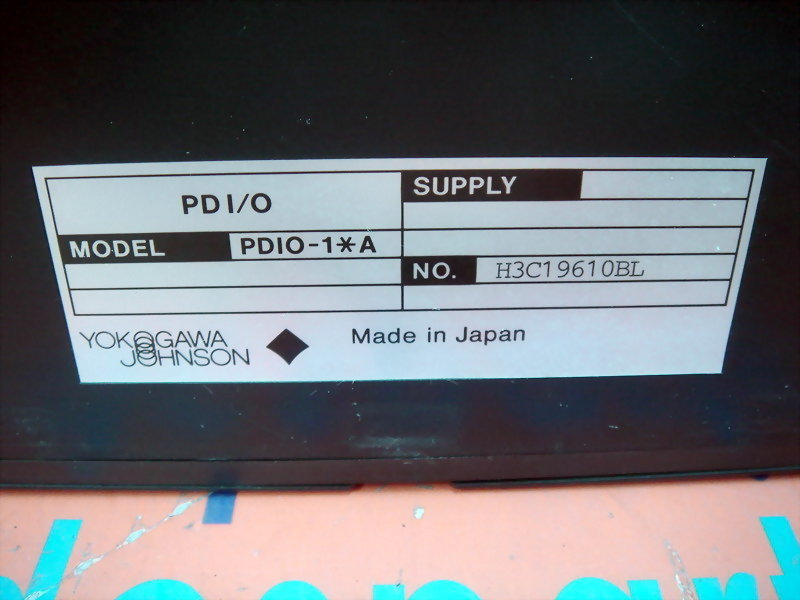 PDI/O
SUPPLY
MODEL PDIO-1*A
NO. H3C19610BL
YOKOGAWA
JOHNSON
Made in Japan